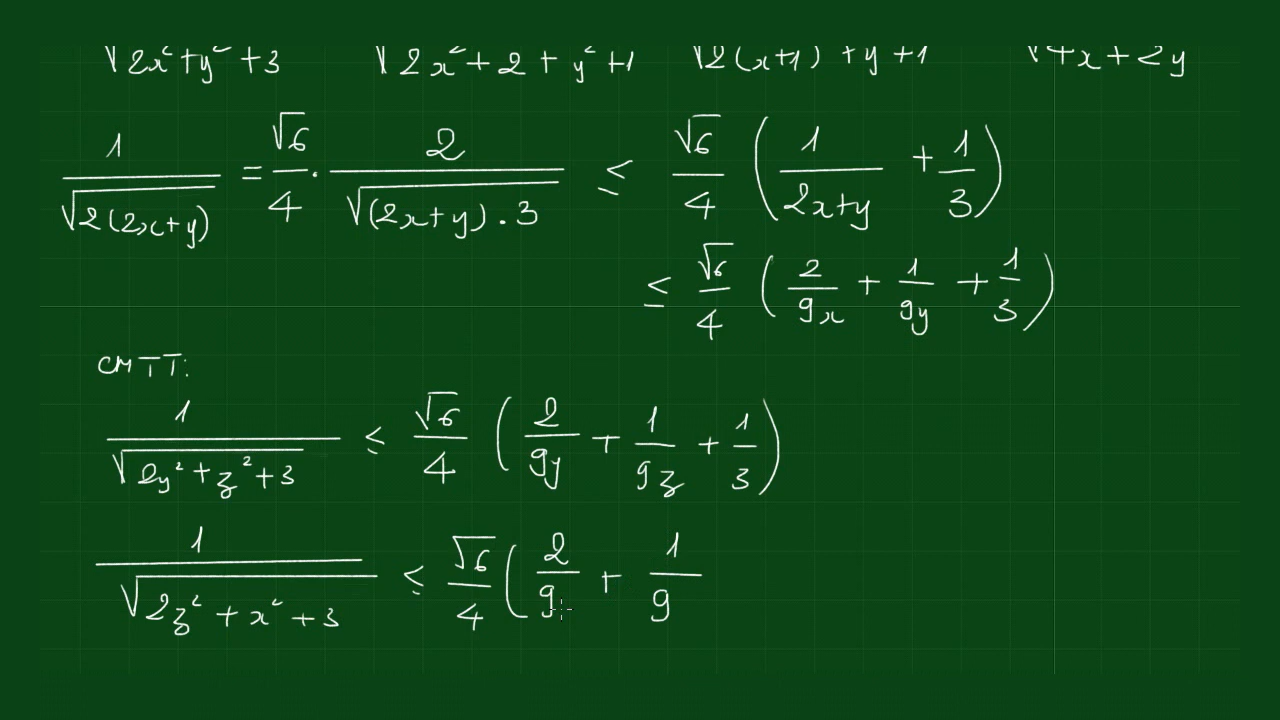 √2x²+y²+3 √2x²+2+y²+1 √2(x+1)+y+1 √4x+2y
1/√2(2x+y) = √6/4 · 2/√(2x+y).3 ≤ √6/4 (1/2x+y + 1/3)
≤ √6/4 (2/9x + 1/9y + 1/3)
CMTT:
1/√2y²+z²+3 ≤ √6/4 (2/9y + 1/9z + 1/3)
1/√2z²+x²+3 ≤ √6/4 (2/9 + 1/9